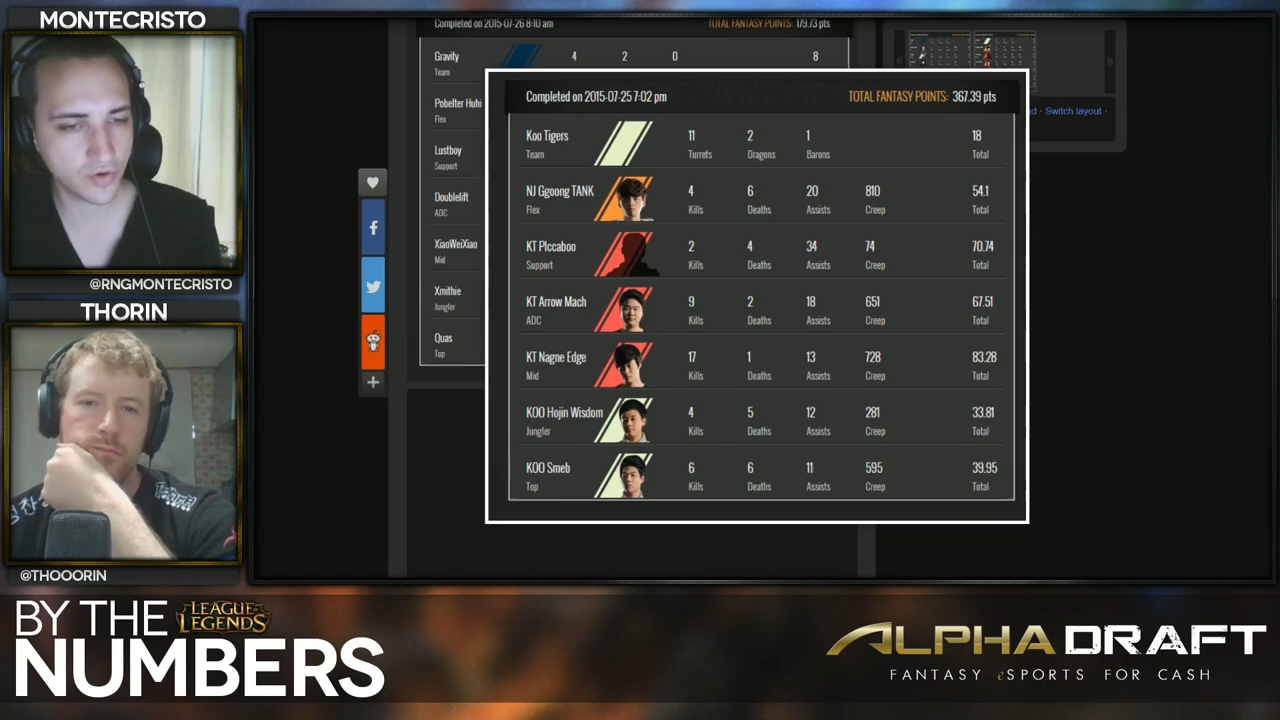 MONTECRISTO
@RNGMONTECRISTO
THORIN
@THOOORIN
Completed on 2015-07-26 8:10 am TOTAL FANTASY POINTS: 179.73 pts
Gravity 4 2 0 8
Team
Pobelter Huhi
Flex
Lustboy
Support
Doublelift
ADC
XiaoWeiXiao
Mid
Xmithie
Jungler
Quas
Top
Switch layout
Completed on 2015-07-25 7:02 pm TOTAL FANTASY POINTS: 367.39 pts
Koo Tigers 11 2 1 18
Team Turrets Dragons Barons Total
NJ Ggoong TANK 4 6 20 810 54.1
Flex Kills Deaths Assists Creep Total
KT PIccaboo 2 4 34 74 70.74
Support Kills Deaths Assists Creep Total
KT Arrow Mach 9 2 18 651 67.51
ADC Kills Deaths Assists Creep Total
KT Nagne Edge 17 1 13 728 83.28
Mid Kills Deaths Assists Creep Total
KOO Hojin Wisdom 4 5 12 281 33.81
Jungler Kills Deaths Assists Creep Total
KOO Smeb 6 6 11 595 39.95
Top Kills Deaths Assists Creep Total
BY THE
LEAGUE OF
LEGENDS
NUMBERS
ALPHADRAFT
FANTASY eSPORTS FOR CASH